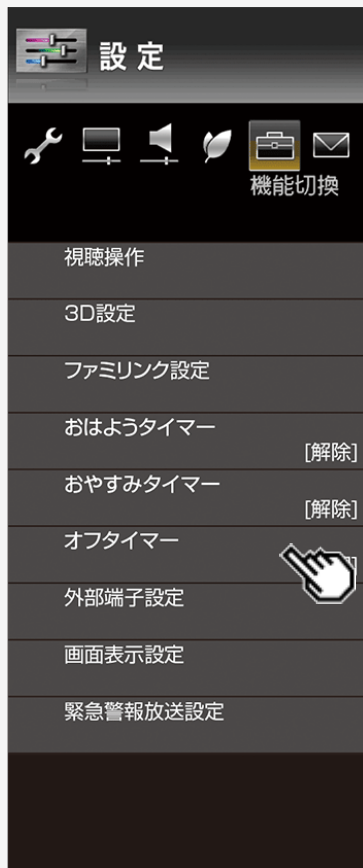 設定
機能切換
視聴操作
3D設定
ファミリンク設定
おはようタイマー
[解除]
おやすみタイマー
[解除]
オフタイマー
外部端子設定
画面表示設定
緊急警報放送設定